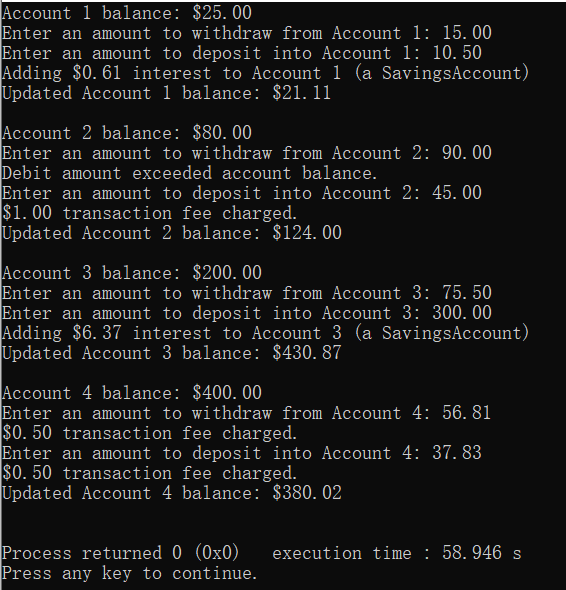 Account 1 balance: $25.00
Enter an amount to withdraw from Account 1: 15.00
Enter an amount to deposit into Account 1: 10.50
Adding $0.61 interest to Account 1 (a SavingsAccount)
Updated Account 1 balance: $21.11

Account 2 balance: $80.00
Enter an amount to withdraw from Account 2: 90.00
Debit amount exceeded account balance.
Enter an amount to deposit into Account 2: 45.00
$1.00 transaction fee charged.
Updated Account 2 balance: $124.00

Account 3 balance: $200.00
Enter an amount to withdraw from Account 3: 75.50
Enter an amount to deposit into Account 3: 300.00
Adding $6.37 interest to Account 3 (a SavingsAccount)
Updated Account 3 balance: $430.87

Account 4 balance: $400.00
Enter an amount to withdraw from Account 4: 56.81
$0.50 transaction fee charged.
Enter an amount to deposit into Account 4: 37.83
$0.50 transaction fee charged.
Updated Account 4 balance: $380.02

Process returned 0 (0x0)   execution time : 58.946 s
Press any key to continue.